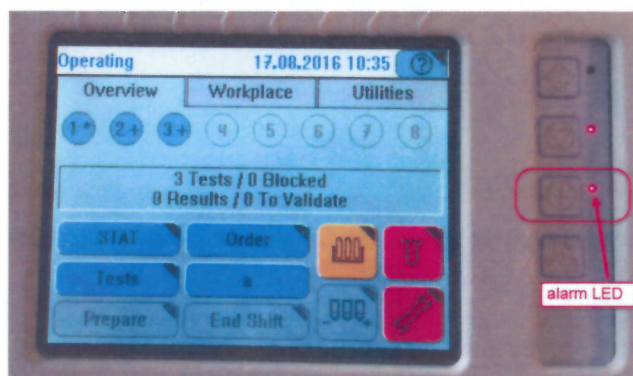 Operating 17.08.2016 10:35 ?
Overview Workplace Utilities
1* 2+ 3+ 4 5 6 7 8
3 Tests / 0 Blocked
0 Results / 0 To Validate
STAT Order
Tests a
Prepare End Shift
alarm LED